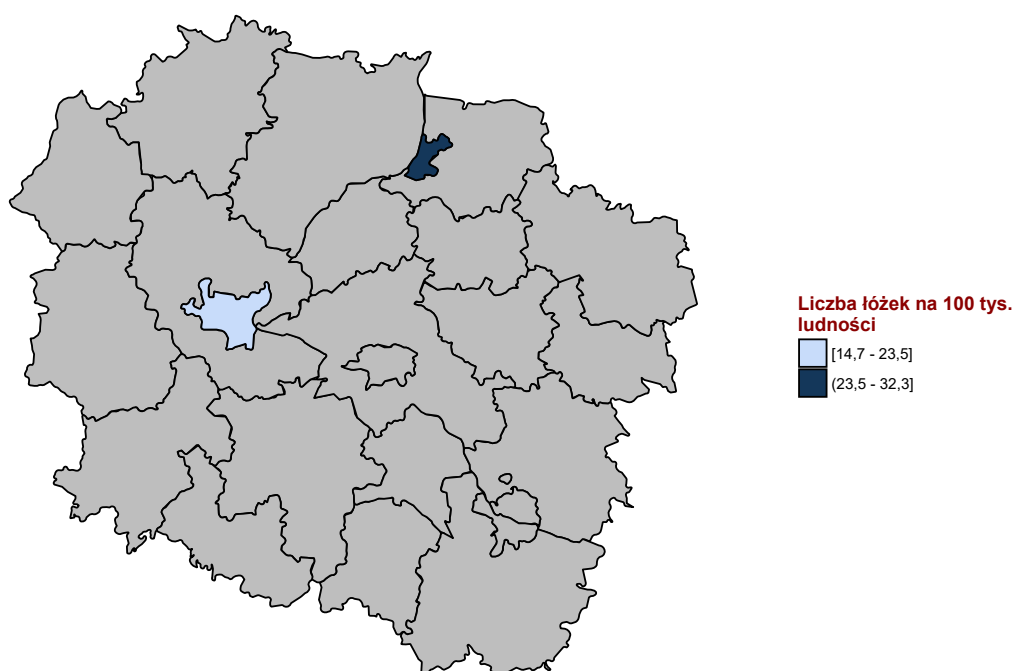 Liczba łóżek na 100 tys.
ludności
[14,7 - 23,5]
(23,5 - 32,3]